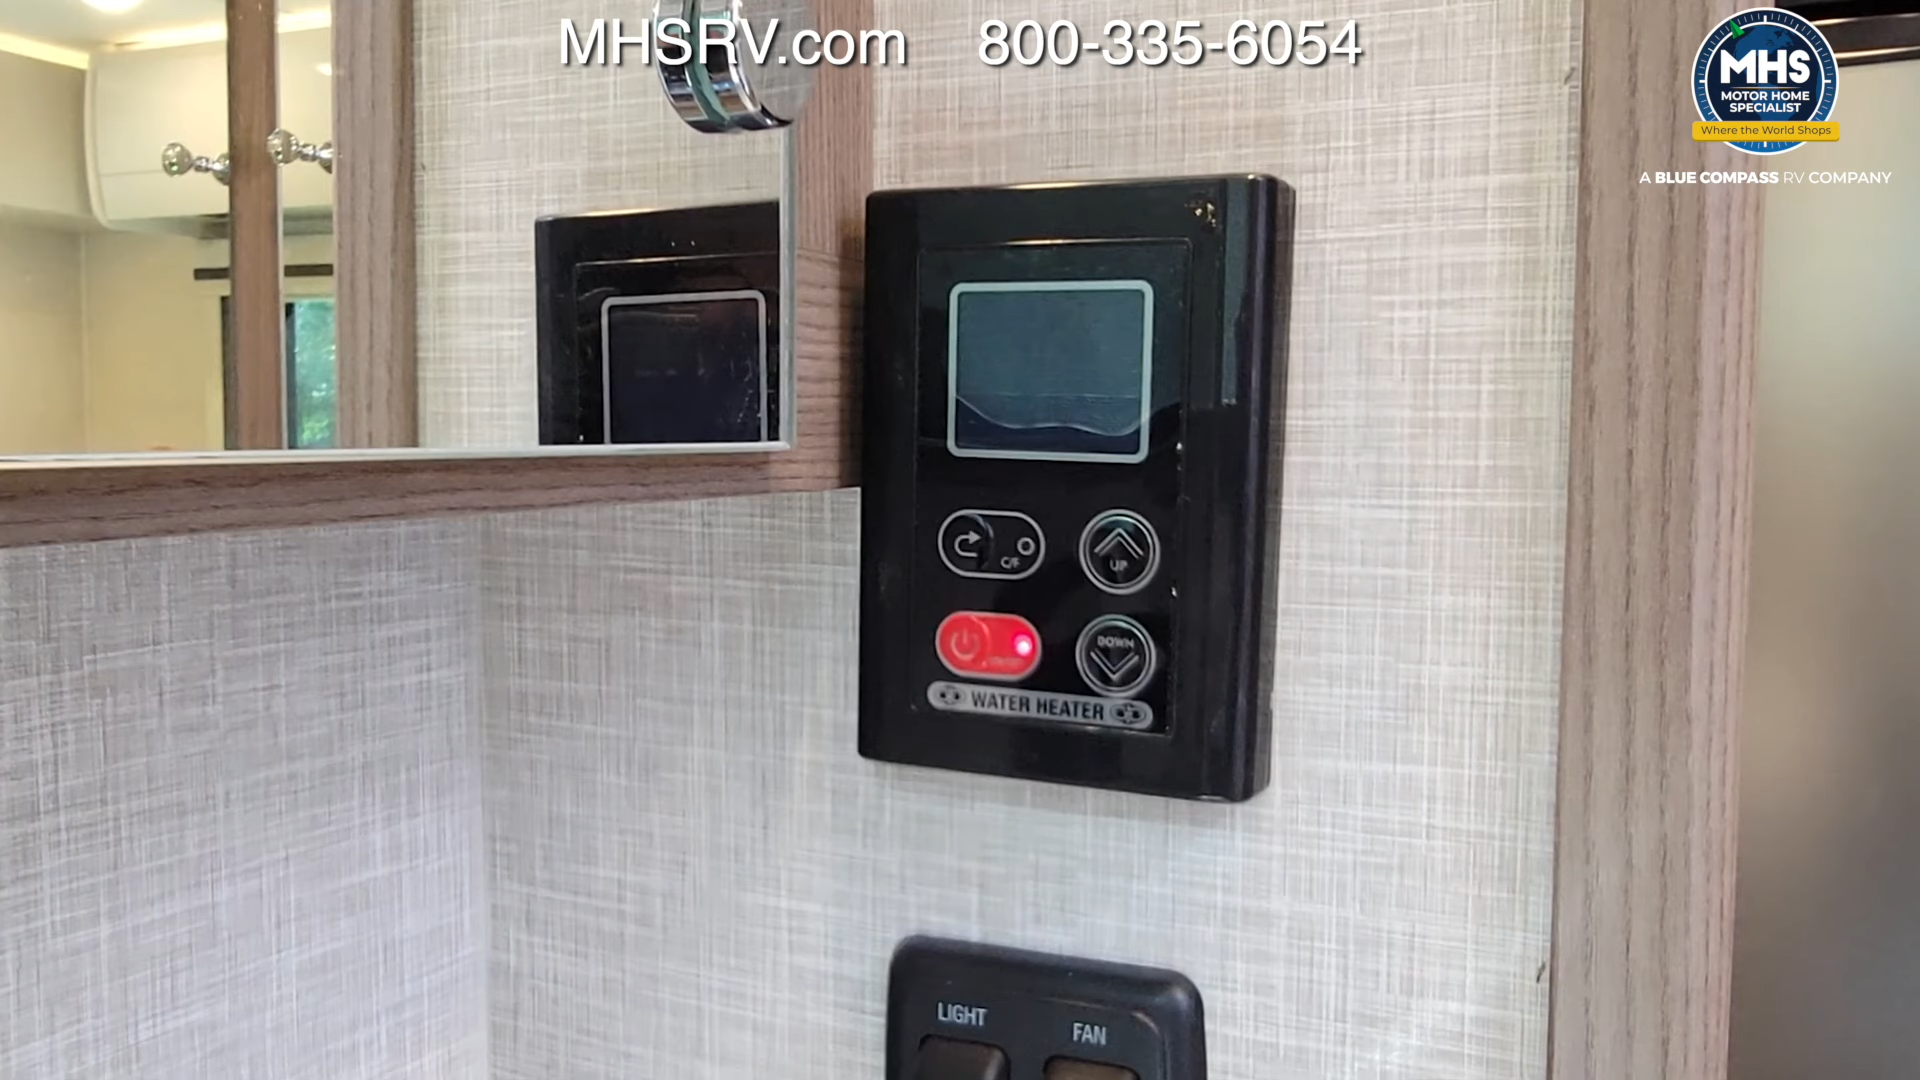 MHSRV.com 800-335-6054
MHS
MOTOR HOME
SPECIALIST
Where the World Shops
A BLUE COMPASS RV COMPANY
C/F
UP
DOWN
WATER HEATER
LIGHT
FAN